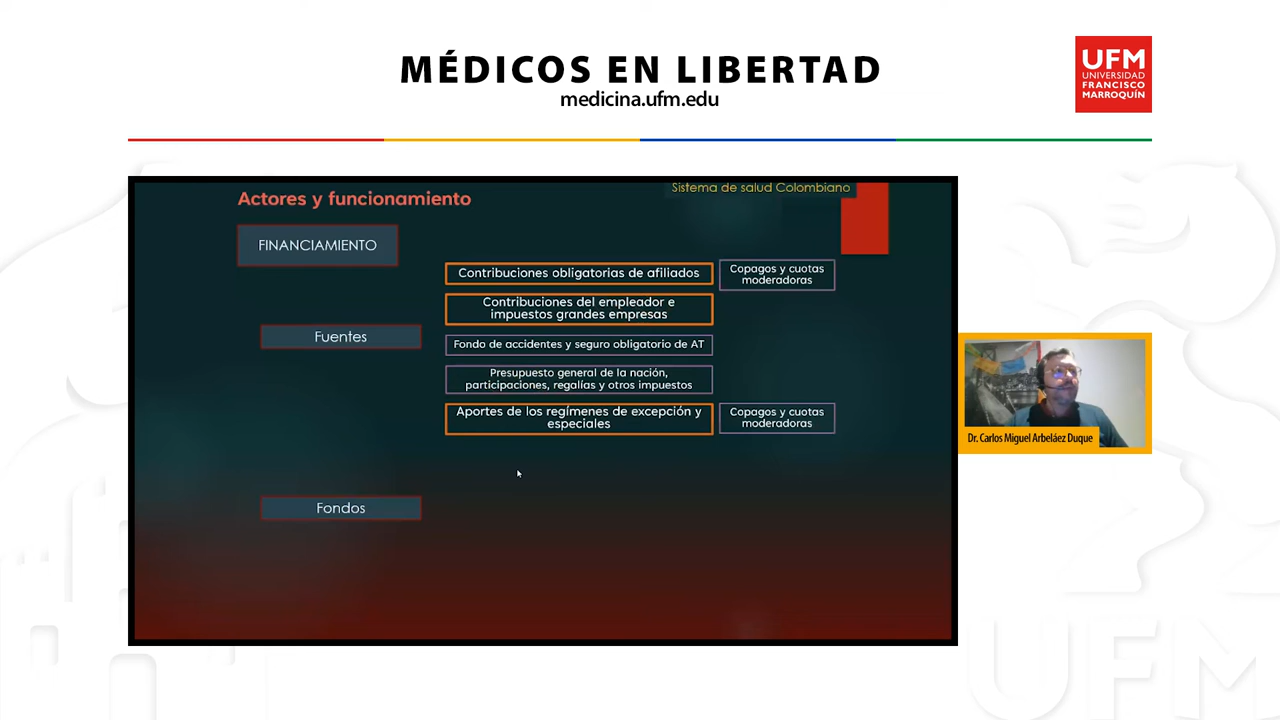 MÉDICOS EN LIBERTAD
medicina.ufm.edu
UFM
UNIVERSIDAD
FRANCISCO
MARROQUÍN
Sistema de salud Colombiano
Actores y funcionamiento
FINANCIAMIENTO
Contribuciones obligatorias de afiliados
Copagos y cuotas
moderadoras
Contribuciones del empleador e
impuestos grandes empresas
Fuentes
Fondo de accidentes y seguro obligatorio de AT
Presupuesto general de la nación,
participaciones, regalías y otros impuestos
Aportes de los regímenes de excepción y
especiales
Copagos y cuotas
moderadoras
Fondos
Dr. Carlos Miguel Arbeláez Duque
UFM